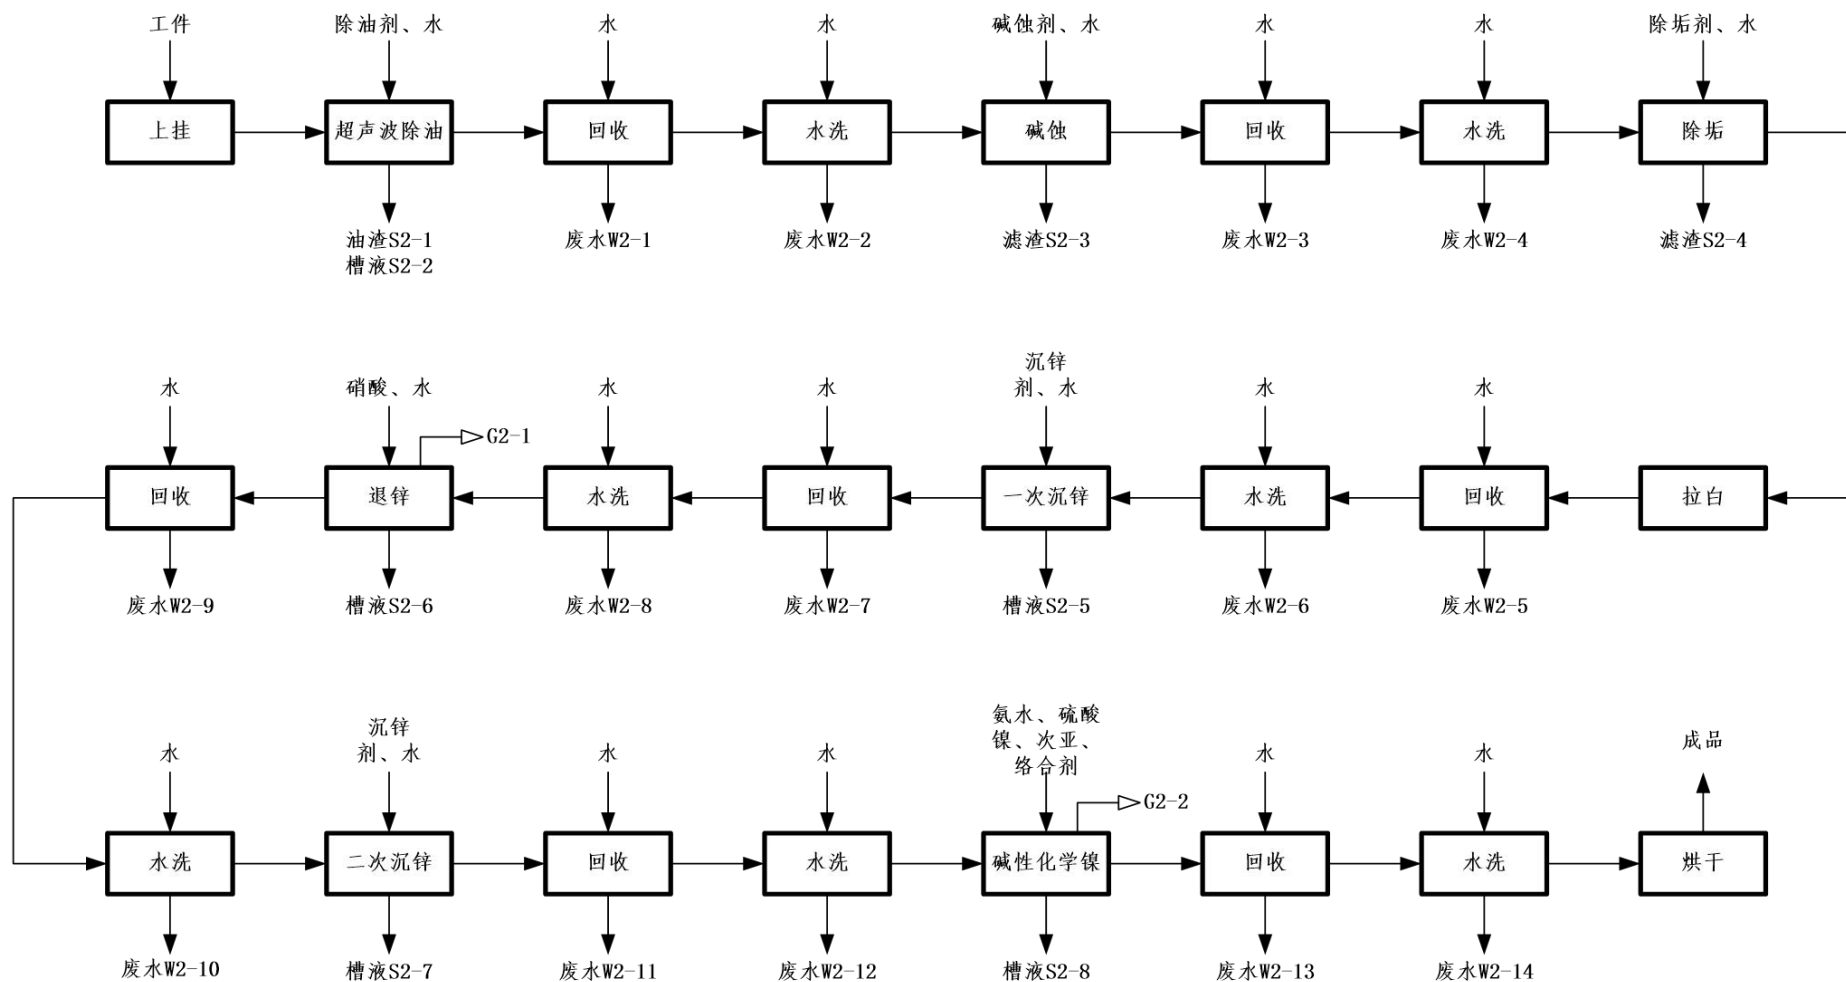 工件
除油剂、水
水
水
碱蚀剂、水
水
水
除垢剂、水
上挂
超声波除油
回收
水洗
碱蚀
回收
水洗
除垢
油渣S2-1
槽液S2-2
废水W2-1
废水W2-2
滤渣S2-3
废水W2-3
废水W2-4
滤渣S2-4
水
硝酸、水
G2-1
水
水
沉锌
剂、水
水
水
回收
退锌
水洗
回收
一次沉锌
水洗
回收
拉白
废水W2-9
槽液S2-6
废水W2-8
废水W2-7
槽液S2-5
废水W2-6
废水W2-5
水
沉锌
剂、水
水
水
氨水、硫酸
镍、次亚、
络合剂
G2-2
水
水
成品
水洗
二次沉锌
回收
水洗
碱性化学镍
回收
水洗
烘干
废水W2-10
槽液S2-7
废水W2-11
废水W2-12
槽液S2-8
废水W2-13
废水W2-14